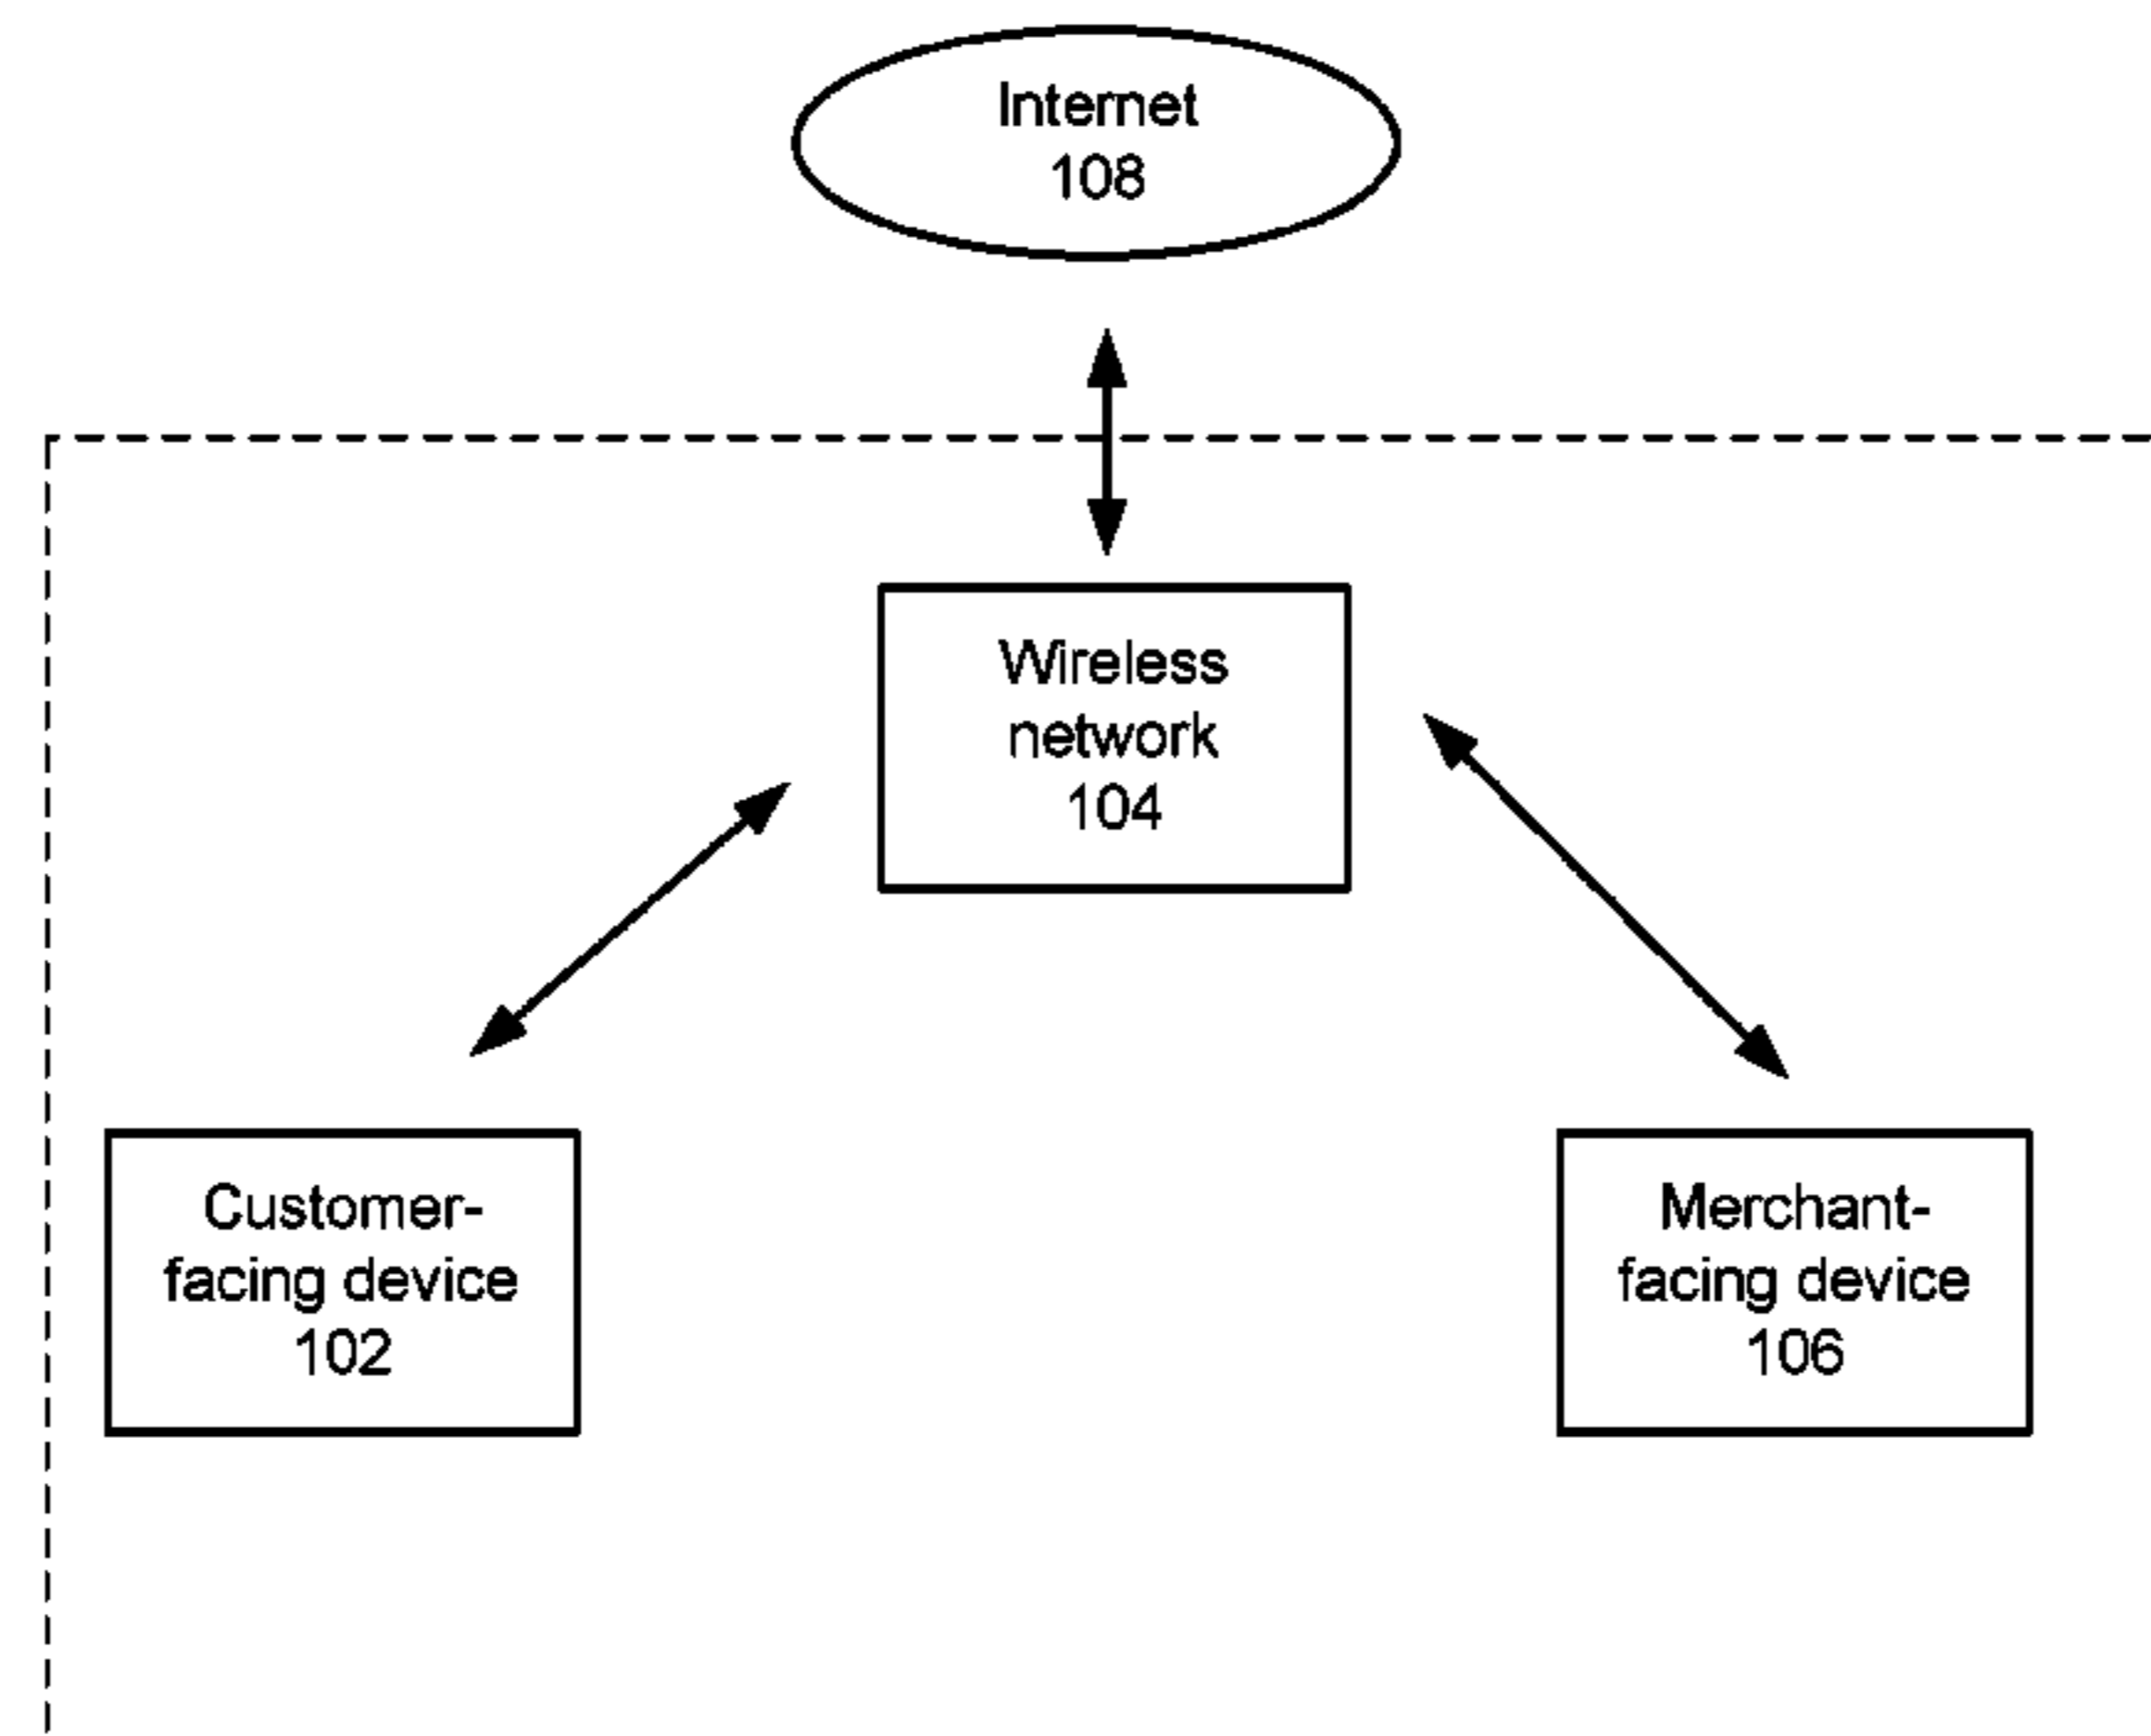 Internet
108
Wireless
network
104
Customer-
facing device
102
Merchant-
facing device
106